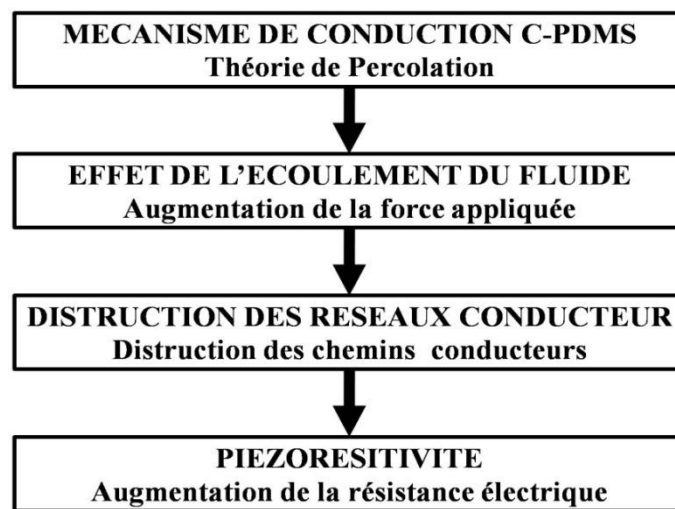 MECANISME DE CONDUCTION C-PDMS
Théorie de Percolation
EFFET DE L'ECOULEMENT DU FLUIDE
Augmentation de la force appliquée
DISTRUCTION DES RESEAUX CONDUCTEUR
Distruction des chemins conducteurs
PIEZORESITIVITE
Augmentation de la résistance électrique